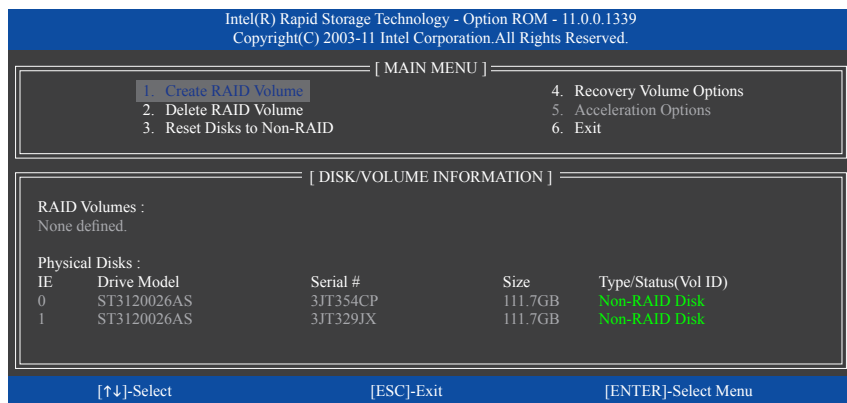 Intel(R) Rapid Storage Technology - Option ROM - 11.0.0.1339
Copyright(C) 2003-11 Intel Corporation.All Rights Reserved.
[ MAIN MENU ]
1. Create RAID Volume 4. Recovery Volume Options
2. Delete RAID Volume 5. Acceleration Options
3. Reset Disks to Non-RAID 6. Exit
[ DISK/VOLUME INFORMATION ]
RAID Volumes :
None defined.
Physical Disks :
IE Drive Model Serial # Size Type/Status(Vol ID)
0 ST3120026AS 3JT354CP 111.7GB Non-RAID Disk
1 ST3120026AS 3JT329JX 111.7GB Non-RAID Disk
[↑↓]-Select [ESC]-Exit [ENTER]-Select Menu